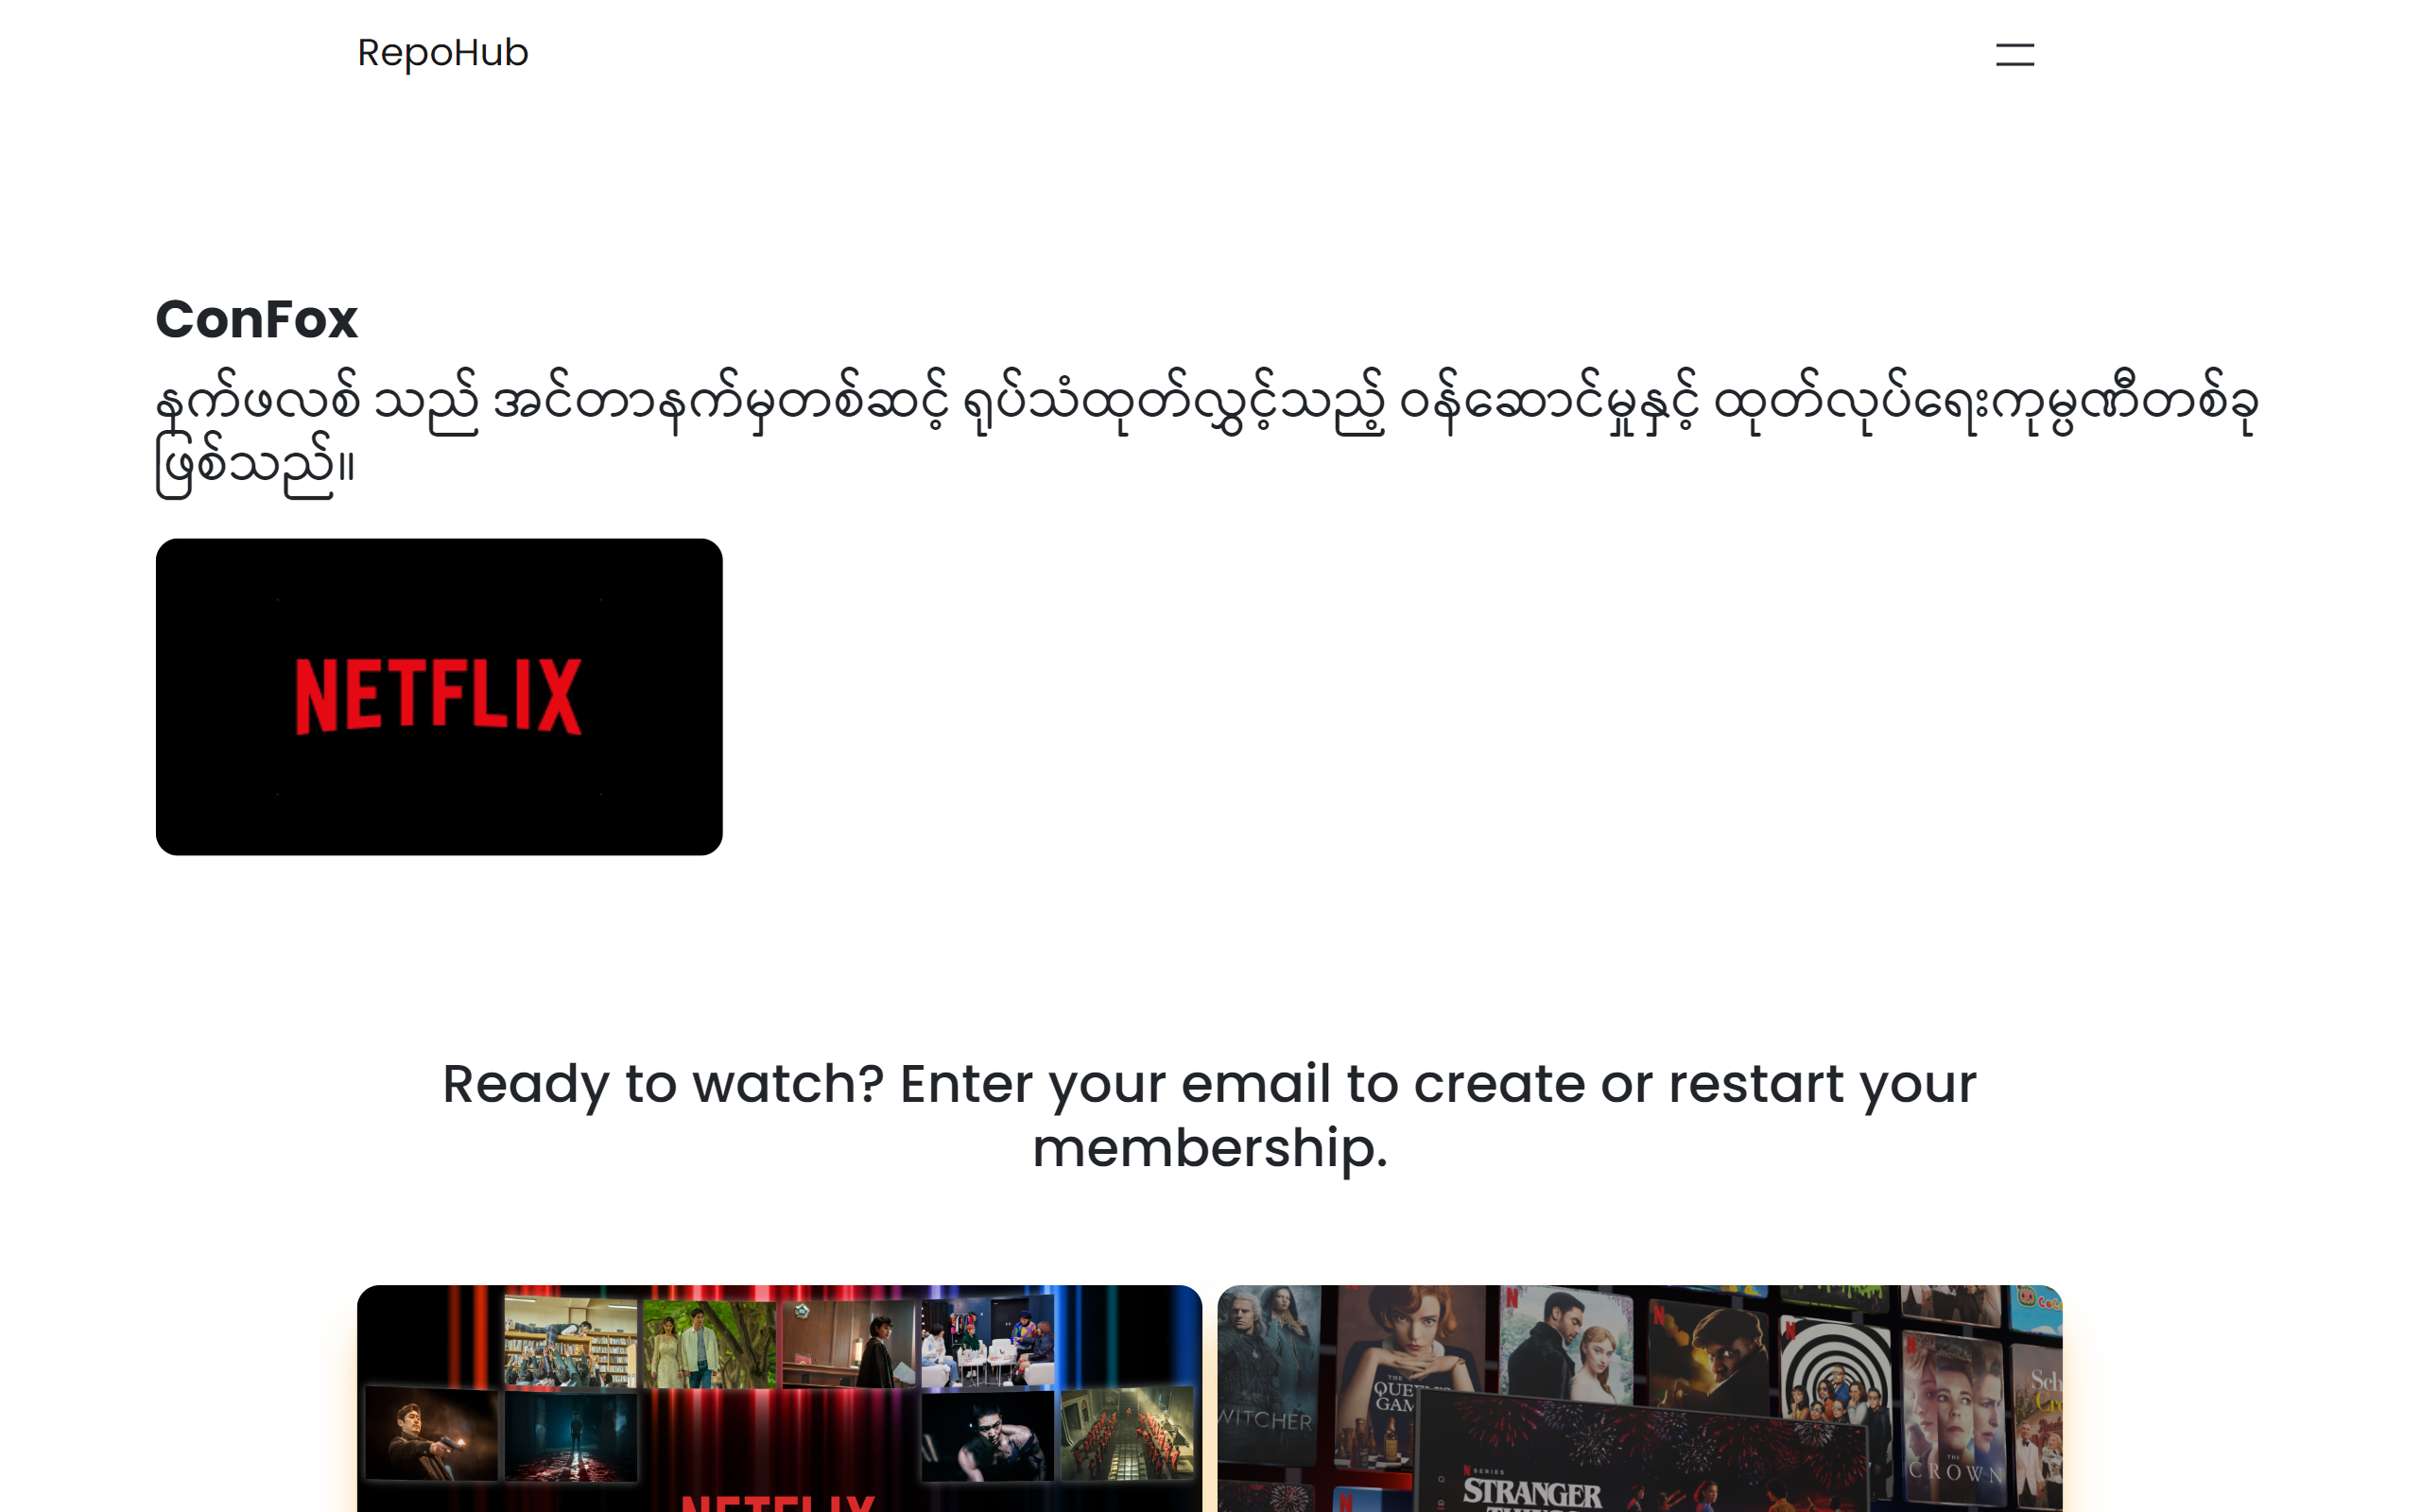 RepoHub
ConFox
နက်ဖလစ် သည် အင်တာနက်မှတစ်ဆင့် ရုပ်သံထုတ်လွှင့်သည့် ဝန်ဆောင်မှုနှင့် ထုတ်လုပ်ရေးကုမ္ပဏီတစ်ခု
ဖြစ်သည်။
NETFLIX
Ready to watch? Enter your email to create or restart your
membership.
NETFLIX
WITCHER
THE
QUEEN'S
GAM
THE
CROWN
N SERIES
STRANGER